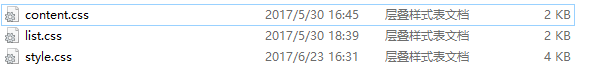 content.css 2017/5/30 16:45 层叠样式表文档 2 KB
list.css 2017/5/30 18:39 层叠样式表文档 2 KB
style.css 2017/6/23 16:31 层叠样式表文档 4 KB